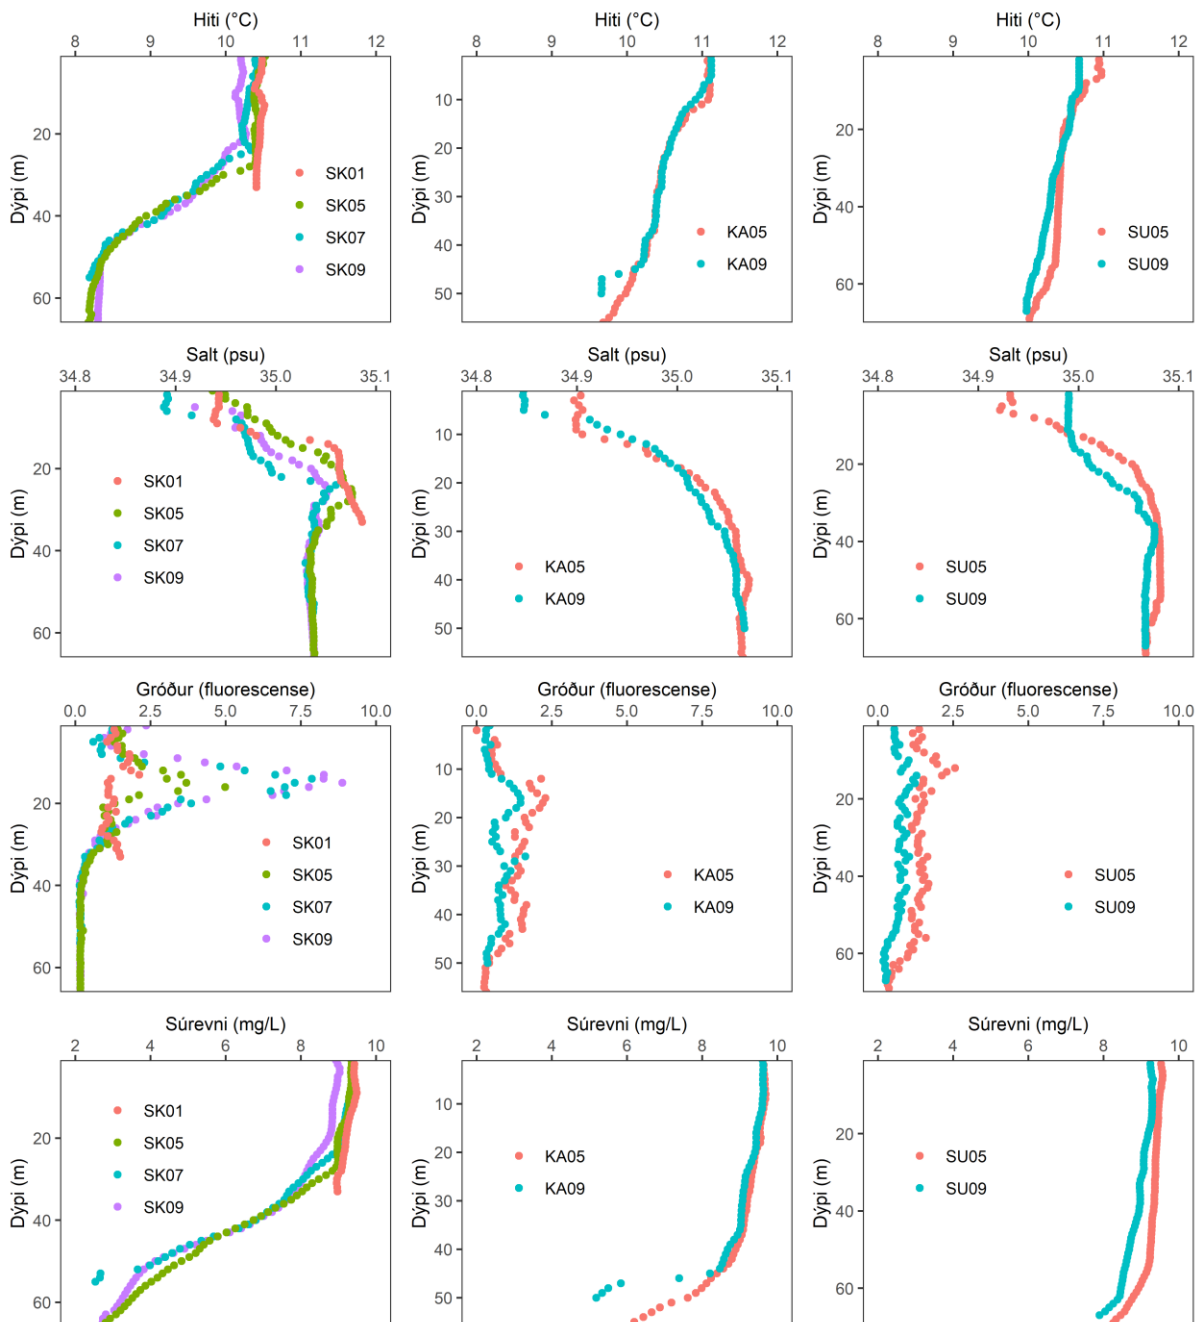 Hiti (°C) Hiti (°C) Hiti (°C)
8 9 10 11 12 8 9 10 11 12 8 9 10 11 12
Dýpi (m) Dýpi (m) Dýpi (m)
20 40 60 10 20 30 40 50 20 40 60
SK01
SK05
SK07
SK09
KA05
KA09
SU05
SU09
Salt (psu) Salt (psu) Salt (psu)
34.8 34.9 35.0 35.1 34.8 34.9 35.0 35.1 34.8 34.9 35.0 35.1
Dýpi (m) Dýpi (m) Dýpi (m)
20 40 60 10 20 30 40 50 20 40 60
SK01
SK05
SK07
SK09
KA05
KA09
SU05
SU09
Gróður (fluorescense) Gróður (fluorescense) Gróður (fluorescense)
0.0 2.5 5.0 7.5 10.0 0.0 2.5 5.0 7.5 10.0 0.0 2.5 5.0 7.5 10.0
Dýpi (m) Dýpi (m) Dýpi (m)
20 40 60 10 20 30 40 50 20 40 60
SK01
SK05
SK07
SK09
KA05
KA09
SU05
SU09
Súrevni (mg/L) Súrevni (mg/L) Súrevni (mg/L)
2 4 6 8 10 2 4 6 8 10 2 4 6 8 10
Dýpi (m) Dýpi (m) Dýpi (m)
20 40 60 10 20 30 40 50 20 40 60
SK01
SK05
SK07
SK09
KA05
KA09
SU05
SU09